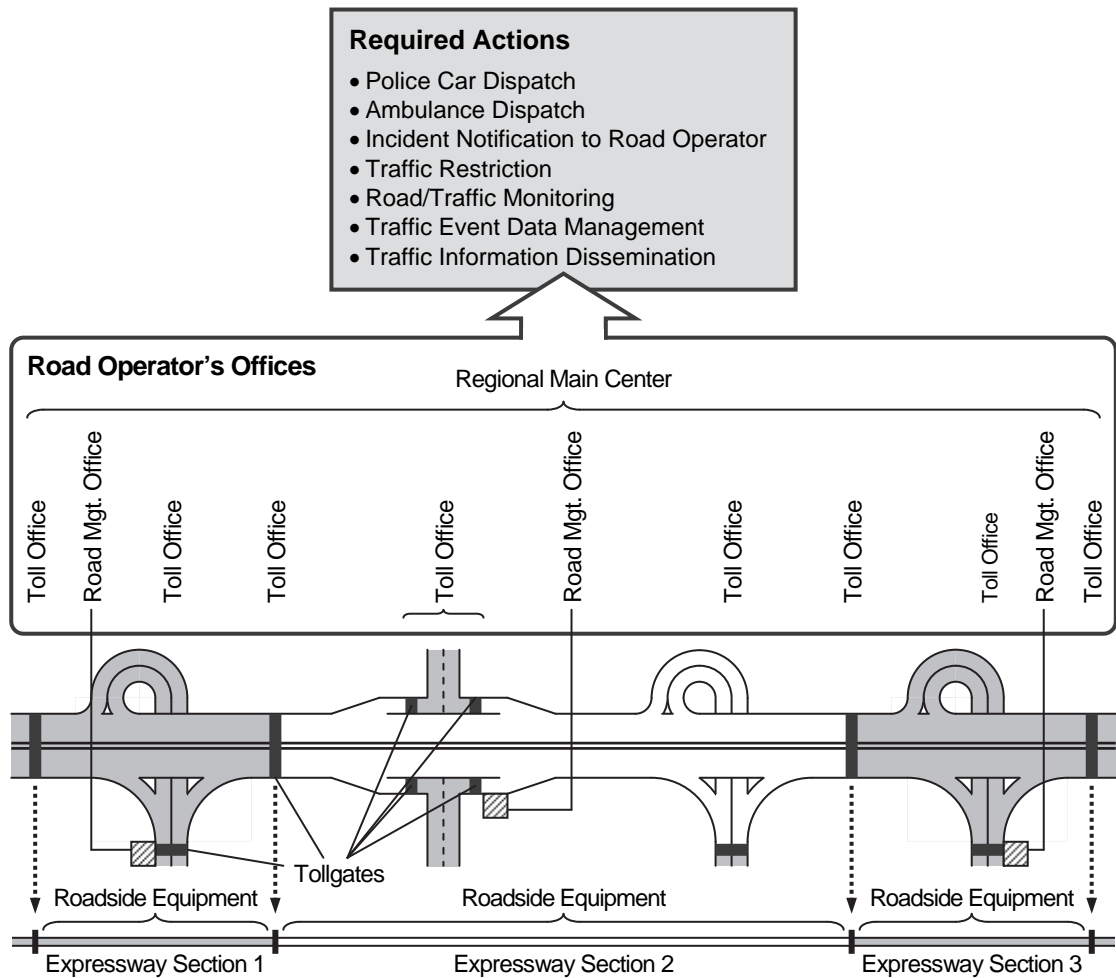 Required Actions
• Police Car Dispatch
• Ambulance Dispatch
• Incident Notification to Road Operator
• Traffic Restriction
• Road/Traffic Monitoring
• Traffic Event Data Management
• Traffic Information Dissemination
Road Operator's Offices
Regional Main Center
Toll Office
Road Mgt. Office
Toll Office
Toll Office
Toll Office
Road Mgt. Office
Toll Office
Toll Office
Toll Office
Road Mgt. Office
Toll Office
Tollgates
Roadside Equipment
Roadside Equipment
Roadside Equipment
Expressway Section 1
Expressway Section 2
Expressway Section 3